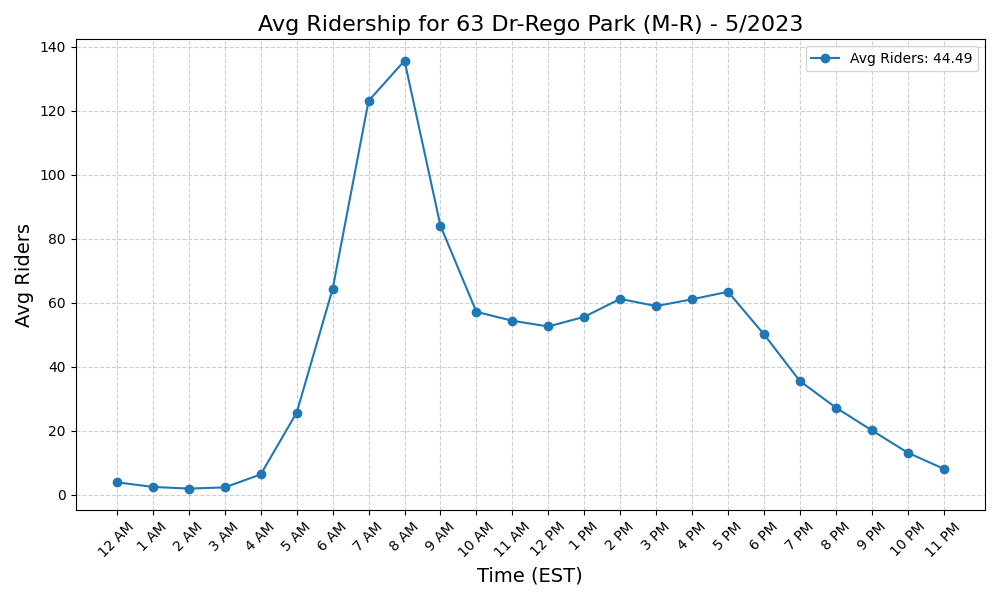 Avg Ridership for 63 Dr-Rego Park (M-R) - 5/2023
Avg Riders: 44.49
Avg Riders
140
120
100
80
60
40
20
0
12 AM
1 AM
2 AM
3 AM
4 AM
5 AM
6 AM
7 AM
8 AM
9 AM
10 AM
11 AM
12 PM
1 PM
2 PM
3 PM
4 PM
5 PM
6 PM
7 PM
8 PM
9 PM
10 PM
11 PM
Time (EST)